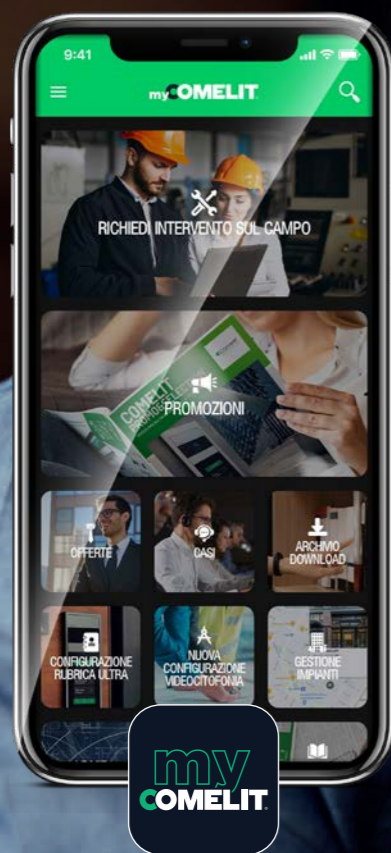 9:41
myCOMELIT
RICHIEDI INTERVENTO SUL CAMPO
COMELIT
PROMOZIONI
OFFERTE
CASI
ARCHIVIO
DOWNLOAD
CONFIGURAZIONE
RUBRICA ULTRA
NUOVA
CONFIGURAZIONE
VIDEOCITOFONIA
GESTIONE
IMPIANTI
my
COMELIT